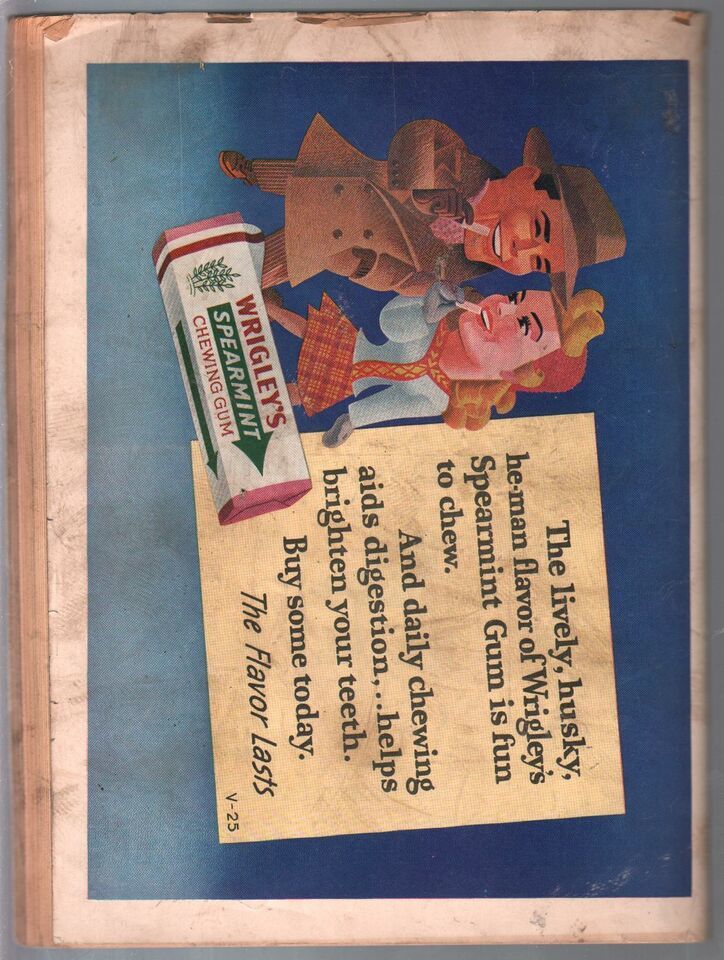 WRIGLEY'S
SPEARMINT
CHEWING GUM
The lively, husky,
he-man flavor of Wrigley's
Spearmint Gum is fun
to chew.
And daily chewing
aids digestion,...helps
brighten your teeth.
Buy some today.
The Flavor Lasts
V-25